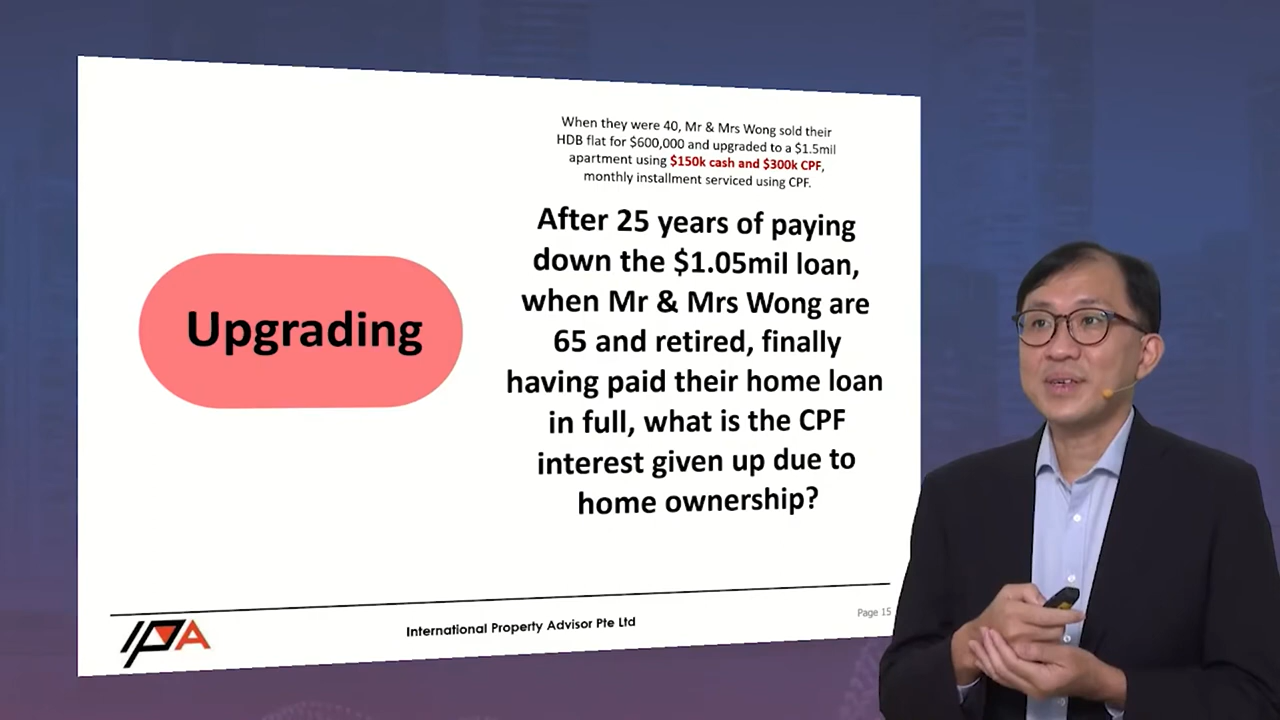 When they were 40, Mr & Mrs Wong sold their
HDB flat for $600,000 and upgraded to a $1.5mil
apartment using $150k cash and $300k CPF,
monthly installment serviced using CPF.
After 25 years of paying
down the $1.05mil loan,
when Mr & Mrs Wong are
65 and retired, finally
having paid their home loan
in full, what is the CPF
interest given up due to
home ownership?
Upgrading
IPA
International Property Advisor Pte Ltd
Page 15